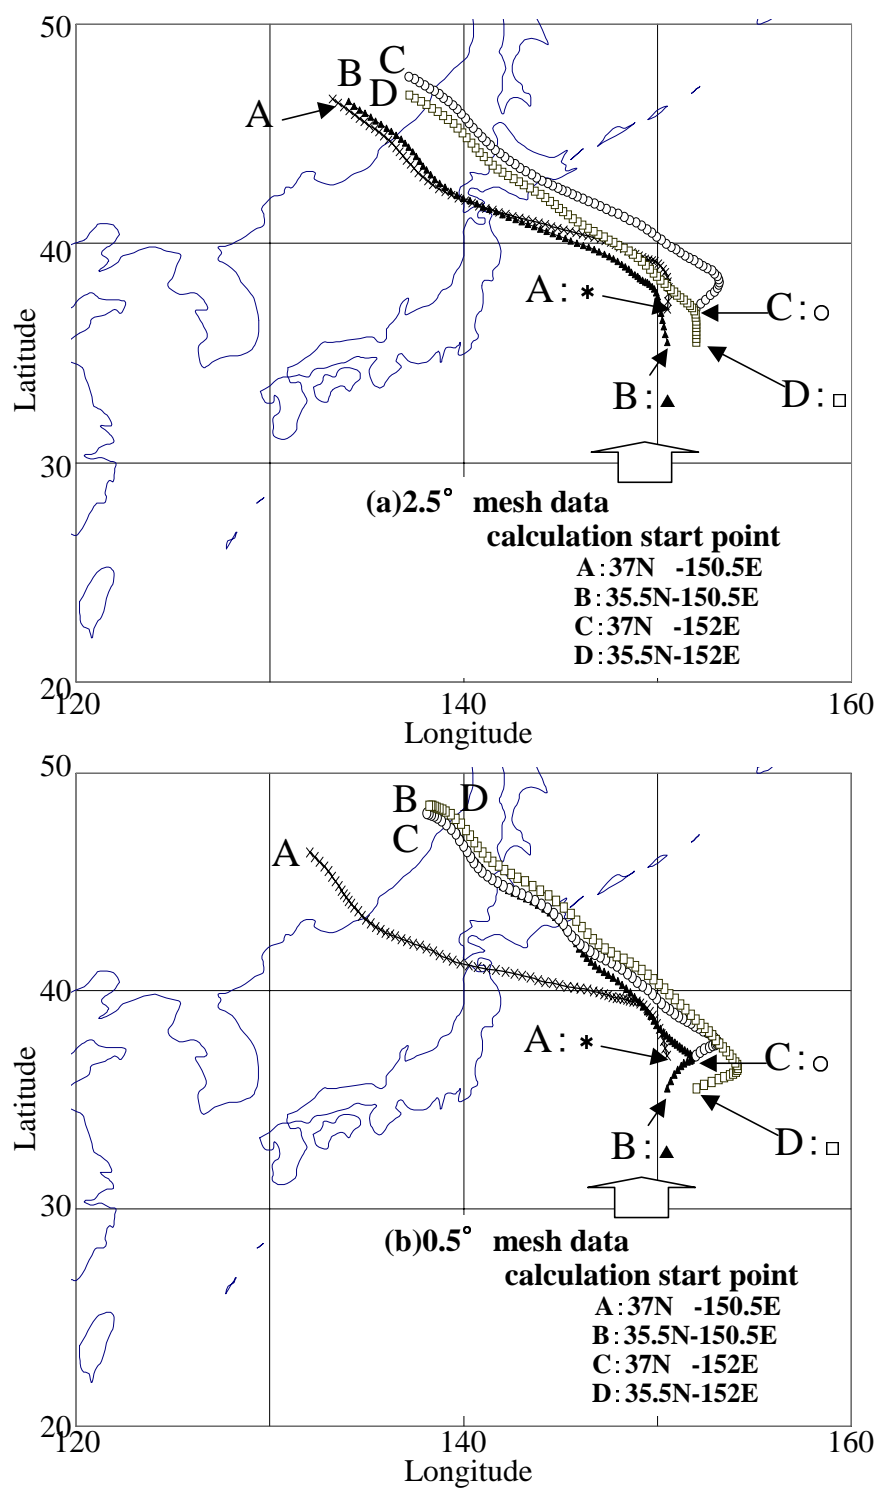 50
C
B
D
A
40
A : *
C : ○
Latitude
B : ▲
D : □
30
(a)2.5° mesh data
calculation start point
A : 37N -150.5E
B : 35.5N-150.5E
C : 37N -152E
D : 35.5N-152E
20
120
140
160
Longitude
50
B
D
C
A
40
A : *
C : ○
Latitude
B : ▲
D : □
30
(b)0.5° mesh data
calculation start point
A : 37N -150.5E
B : 35.5N-150.5E
C : 37N -152E
D : 35.5N-152E
20
120
140
160
Longitude